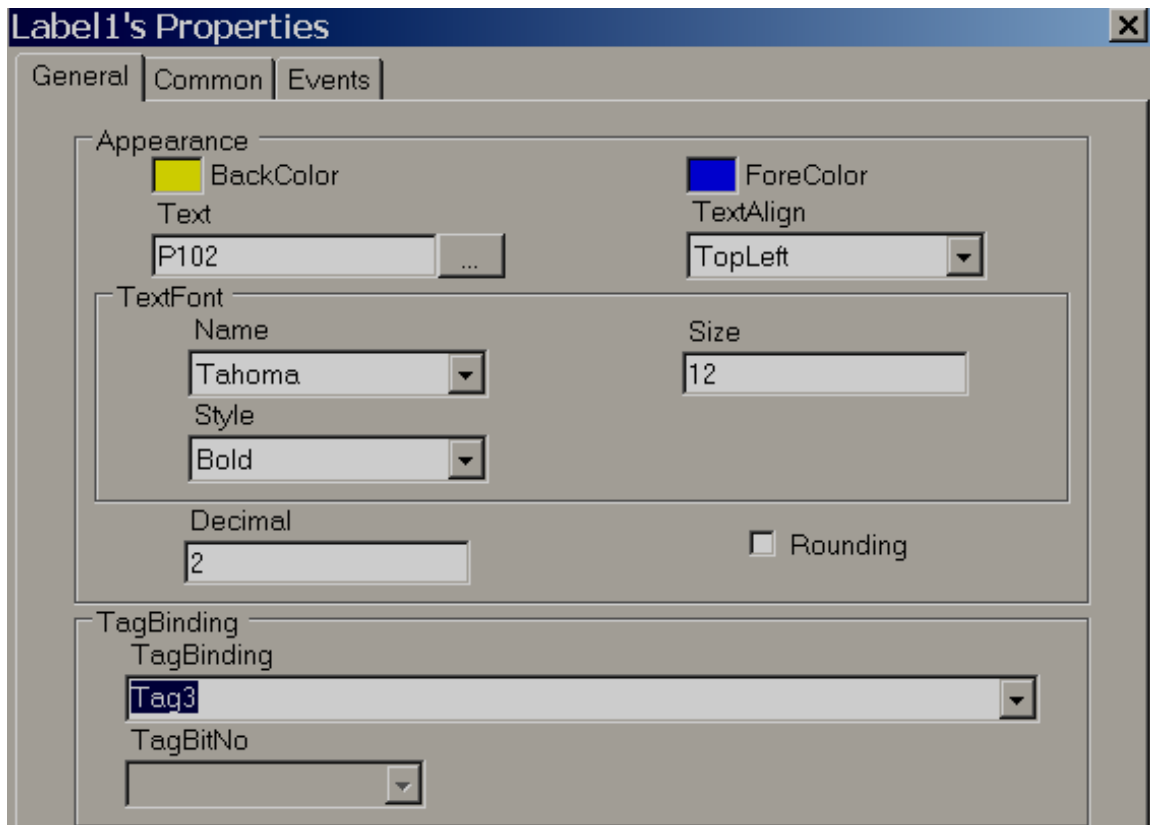 Label1's Properties
General Common Events
Appearance
BackColor ForeColor
Text TextAlign
P102 ... TopLeft
TextFont
Name Size
Tahoma 12
Style
Bold
Decimal
2 Rounding
TagBinding
TagBinding
Tag3
TagBitNo